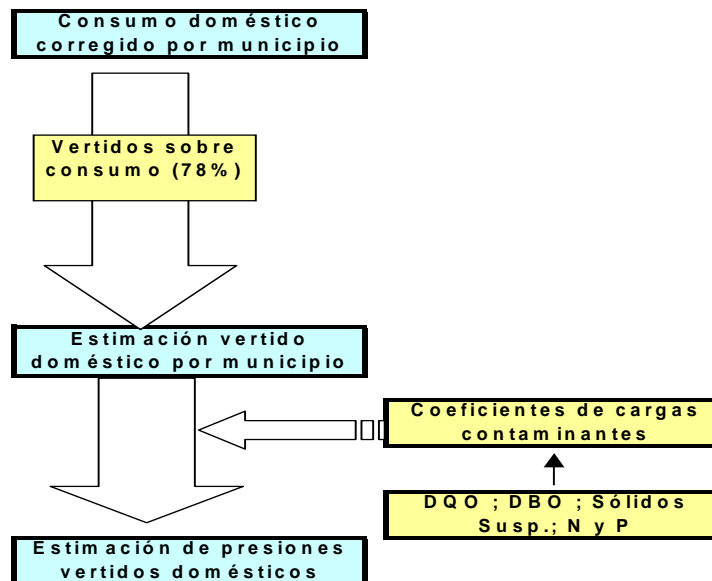 Consumo doméstico
corregido por municipio
Vertidos sobre
consumo (78%)
Estimación vertido
doméstico por municipio
Coeficientes de cargas
contaminantes
DQO ; DBO ; Sólidos
Susp.; N y P
Estimación de presiones
vertidos domésticos